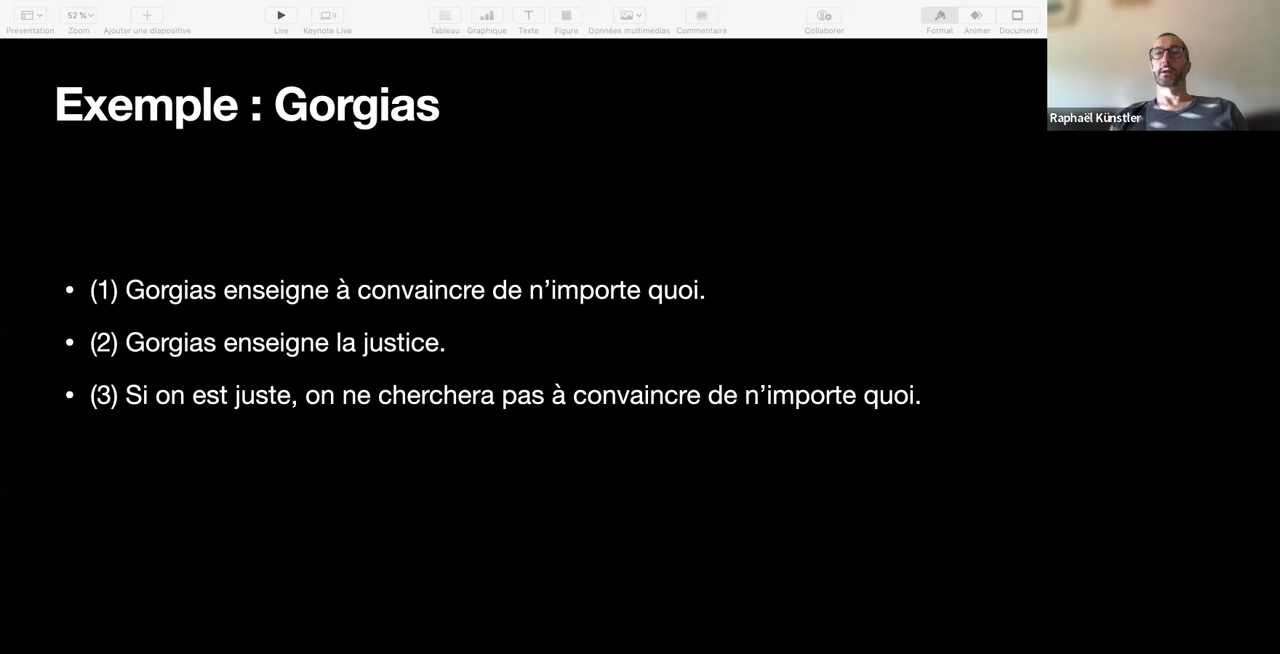 52 %
Présentation
Zoom
Ajouter une diapositive
Lire
Keynote Live
Tableau
Graphique
Texte
Figure
Données multimédias
Commentaire
Collaborer
Format
Animer
Document
Raphaël Künstler
Exemple : Gorgias
• (1) Gorgias enseigne à convaincre de n’importe quoi.
• (2) Gorgias enseigne la justice.
• (3) Si on est juste, on ne cherchera pas à convaincre de n’importe quoi.